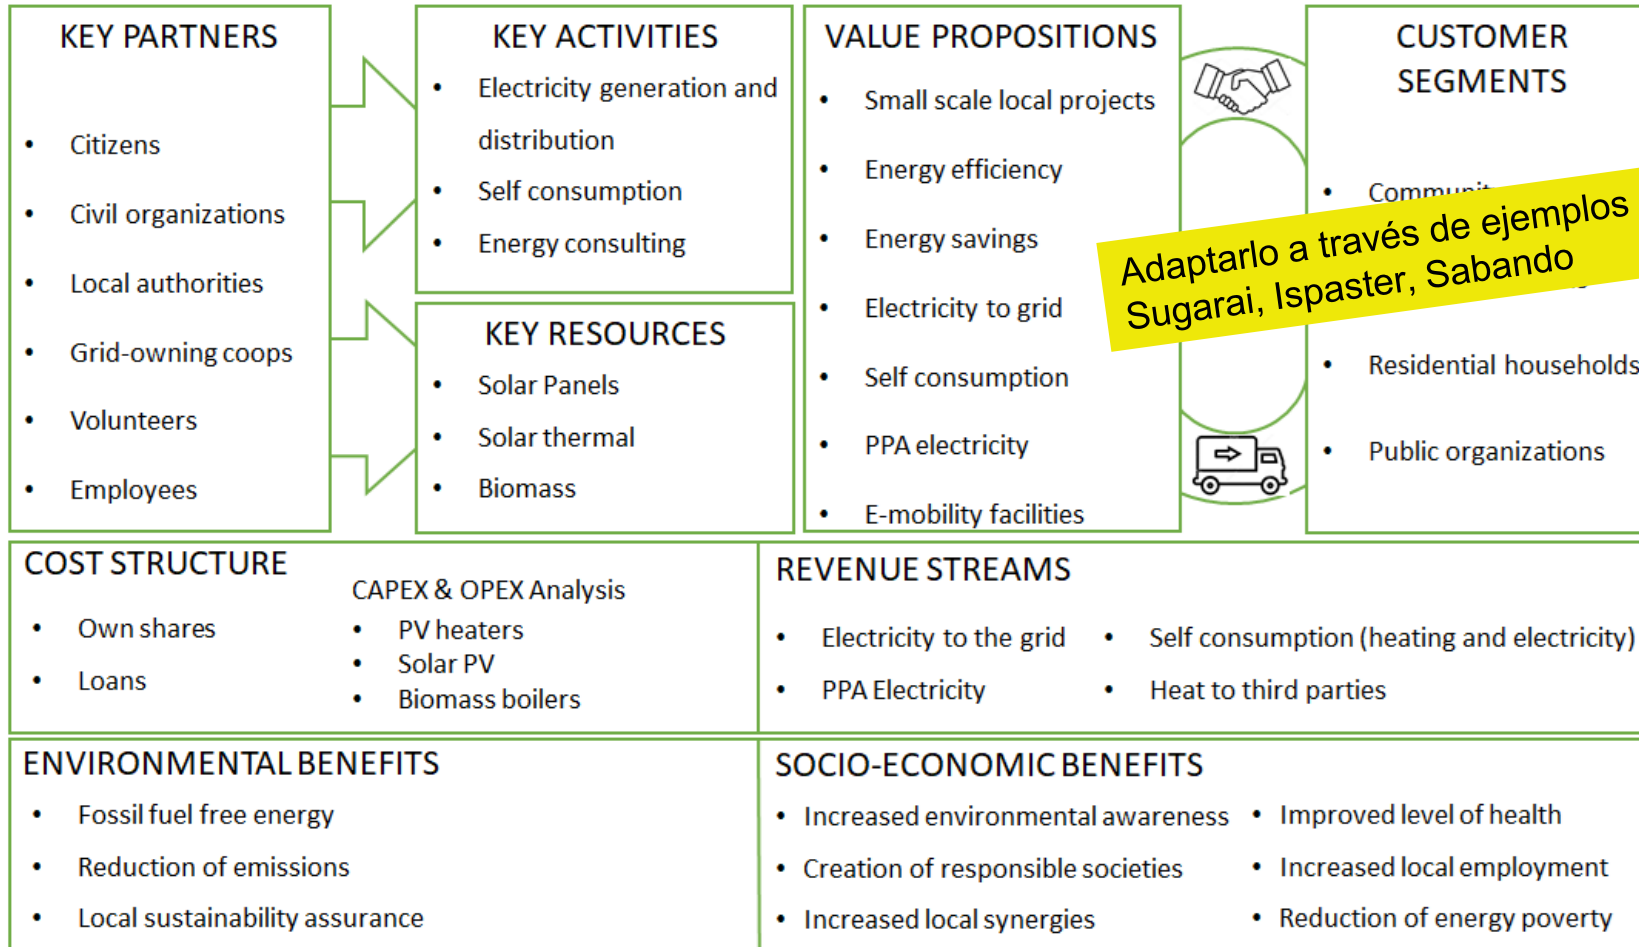 KEY PARTNERS
• Citizens
• Civil organizations
• Local authorities
• Grid-owning coops
• Volunteers
• Employees
KEY ACTIVITIES
• Electricity generation and
distribution
• Self consumption
• Energy consulting
KEY RESOURCES
• Solar Panels
• Solar thermal
• Biomass
VALUE PROPOSITIONS
• Small scale local projects
• Energy efficiency
• Energy savings
• Electricity to grid
• Self consumption
• PPA electricity
• E-mobility facilities
CUSTOMER
SEGMENTS
Adaptarlo a través de ejemplos
Sugarai, Ispaster, Sabando
• Residential households
• Public organizations
COST STRUCTURE
• Own shares
• Loans
CAPEX & OPEX Analysis
• PV heaters
• Solar PV
• Biomass boilers
REVENUE STREAMS
• Electricity to the grid
• PPA Electricity
• Self consumption (heating and electricity)
• Heat to third parties
ENVIRONMENTAL BENEFITS
• Fossil fuel free energy
• Reduction of emissions
• Local sustainability assurance
SOCIO-ECONOMIC BENEFITS
• Increased environmental awareness
• Creation of responsible societies
• Increased local synergies
• Improved level of health
• Increased local employment
• Reduction of energy poverty